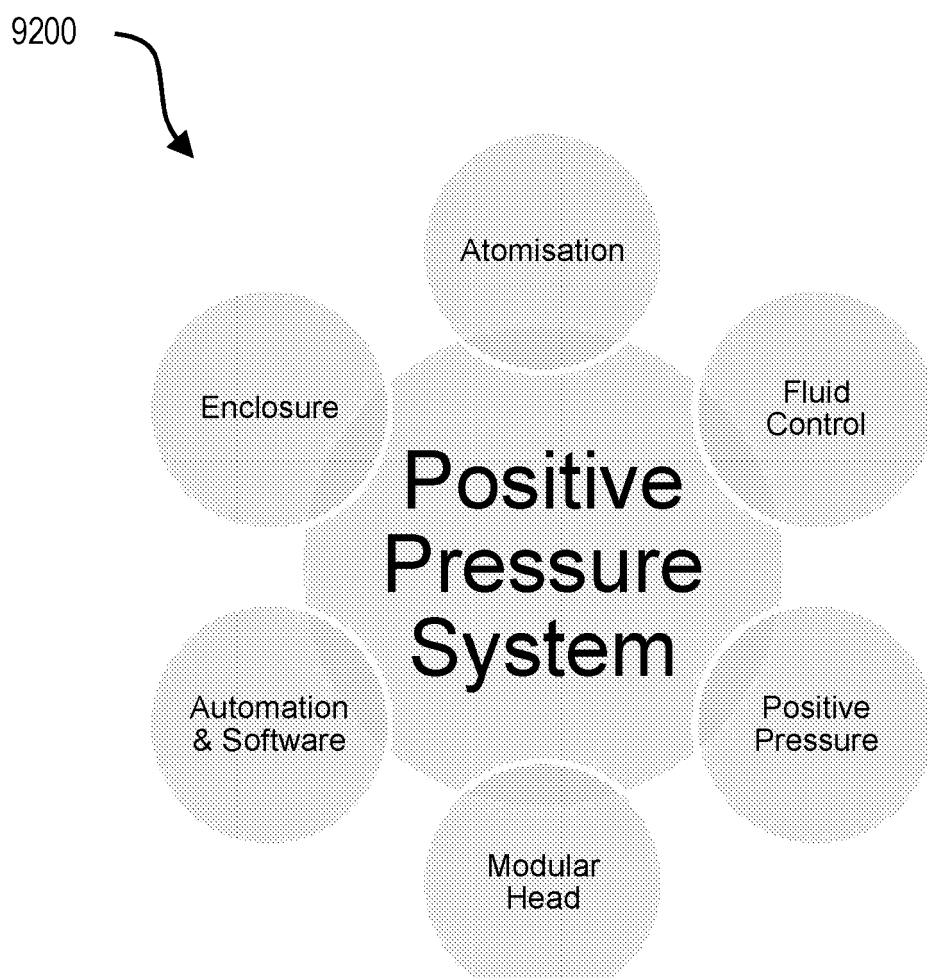 9200
Atomisation
Enclosure
Fluid
Control
Positive
Pressure
System
Automation
& Software
Positive
Pressure
Modular
Head